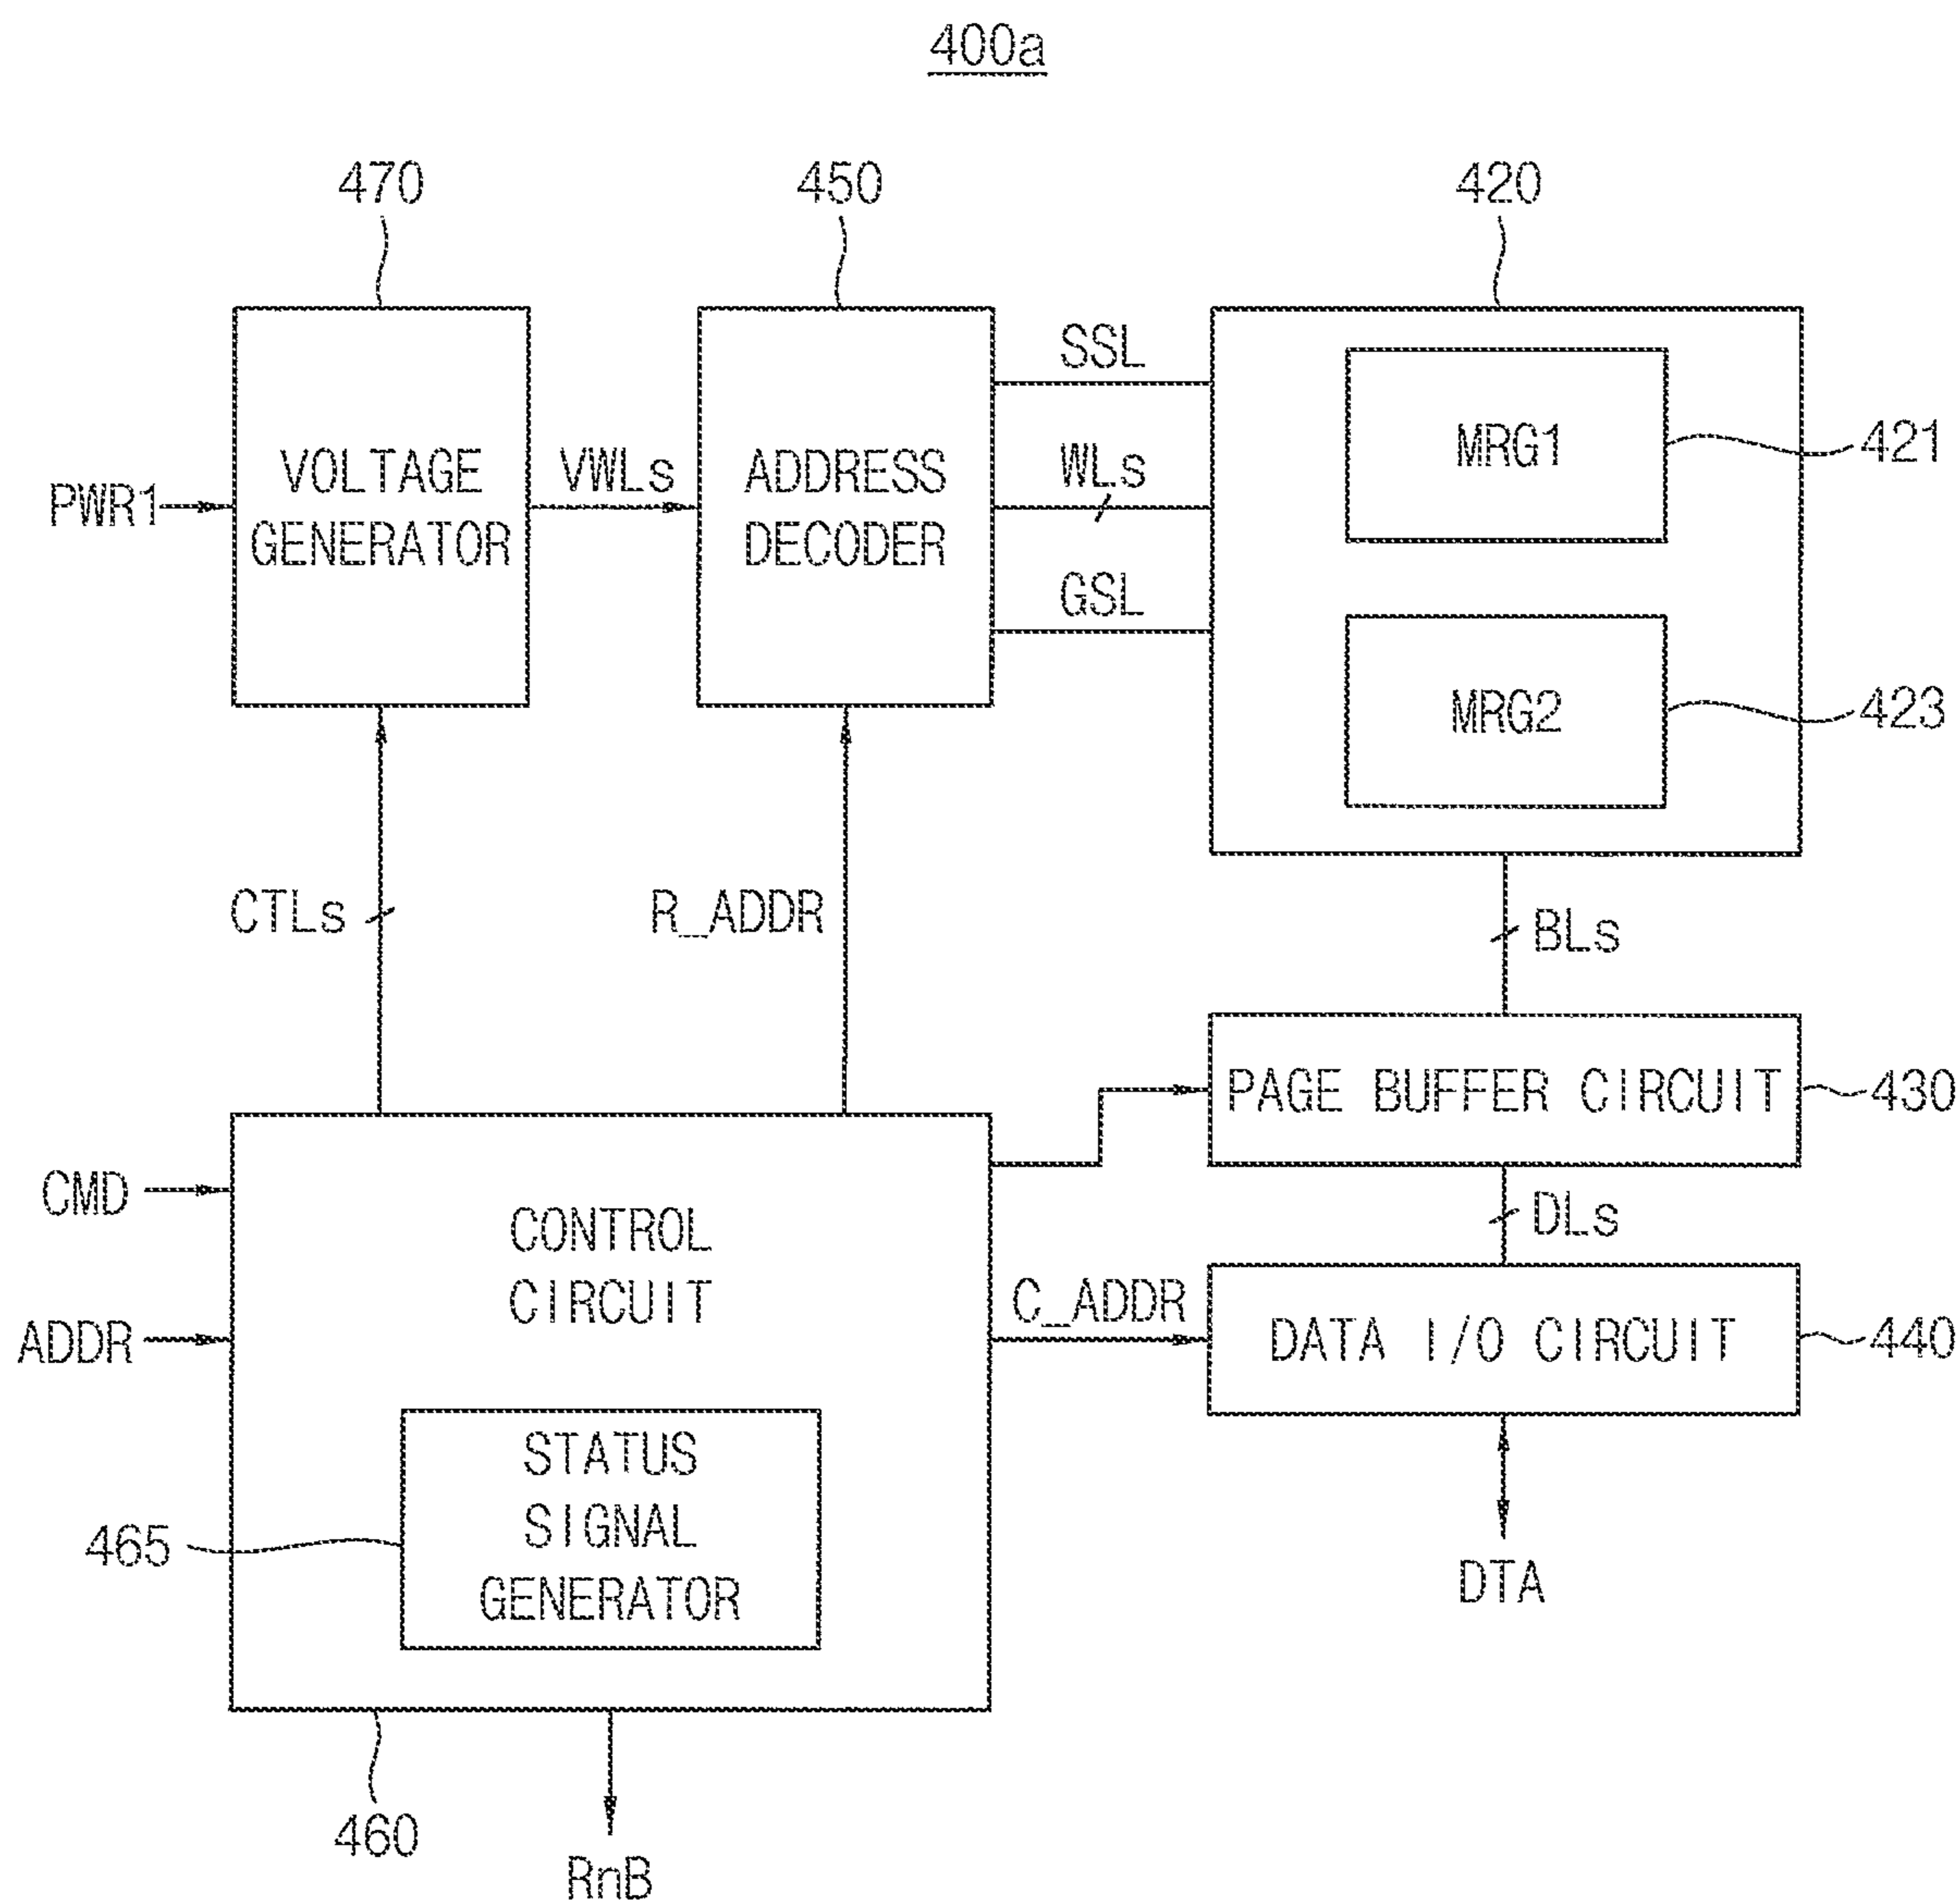 400a
470
450
420
SSL
MRG1
421
VOLTAGE
GENERATOR
PWR1
VWLs
ADDRESS
DECODER
WLs
GSL
MRG2
423
CTLs
R_ADDR
BLs
PAGE BUFFER CIRCUIT
430
CMD
CONTROL
CIRCUIT
DLs
ADDR
C_ADDR
DATA I/O CIRCUIT
440
STATUS
SIGNAL
GENERATOR
465
DTA
460
RnB